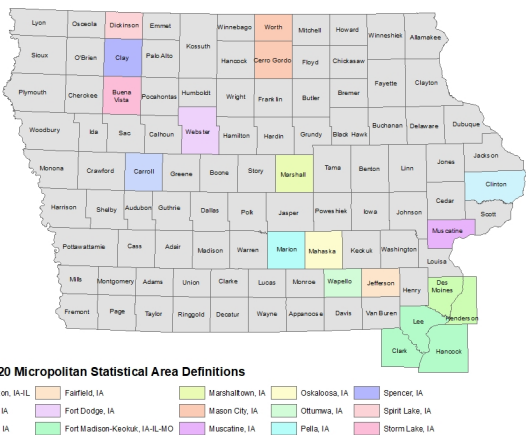 Lyon Osceola Dickinson Emmet Winnebago Worth Mitchell Howard Winneshiek Allamakee
Kossuth
Sioux O'Brien Clay Palo Alto Hancock Cerro Gordo Floyd Chickasaw
Fayette Clayton
Plymouth Cherokee Buena Vista Pocahontas Humboldt Wright Franklin Butler Bremer
Woodbury Ida Sac Calhoun Webster Hamilton Hardin Grundy Black Hawk Buchanan Delaware Dubuque
Monona Crawford Carroll Greene Boone Story Marshall Tama Benton Linn Jones Jackson
Clinton
Harrison Shelby Audubon Guthrie Dallas Polk Jasper Poweshiek Iowa Johnson Cedar Scott
Muscatine
Pottawattamie Cass Adair Madison Warren Marion Mahaska Keokuk Washington Louisa
Mills Montgomery Adams Union Clarke Lucas Monroe Wapello Jefferson Henry Des Moines
Fremont Page Taylor Ringgold Decatur Wayne Appanoose Davis Van Buren Lee Henderson
Clark Hancock
20 Micropolitan Statistical Area Definitions
on, IA-IL Fairfield, IA Marshalltown, IA Oskaloosa, IA Spencer, IA
IA Fort Dodge, IA Mason City, IA Ottumwa, IA Spirit Lake, IA
IA Fort Madison-Keokuk, IA-IL-MO Muscatine, IA Pella, IA Storm Lake, IA